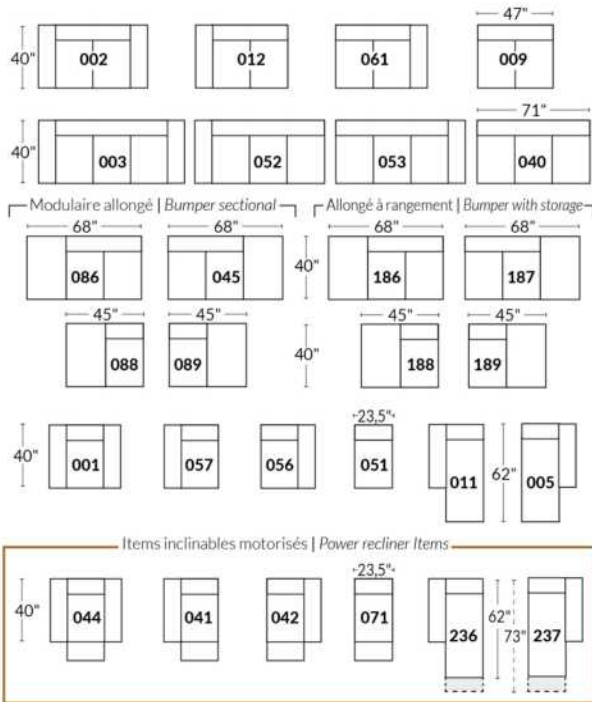 47"
40" 002 012 061 009
71"
40" 003 052 053 040
Modulaire allongé | Bumper sectional
Allongé à rangement | Bumper with storage
68" 68" 68" 68"
086 045 40" 186 187
45" 45" 45" 45"
088 089 40" 188 189
23,5"
40" 001 057 056 051 011 62" 005
Items inclinables motorisés | Power recliner Items
23,5"
40" 044 041 042 071 236 62" 73" 237